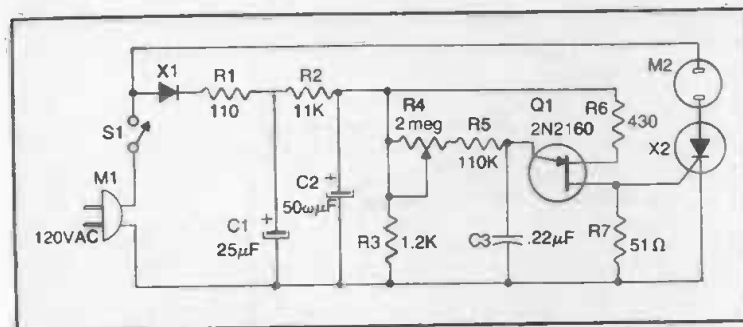 X1
R1
110
R2
11K
M2
R4
2 meg
R5
110K
Q1
2N2160
R6
430
X2
S1
M1
120VAC
C1
+
25μF
C2
+
50ωμF
R3
1.2K
C3
.22μF
R7
51Ω